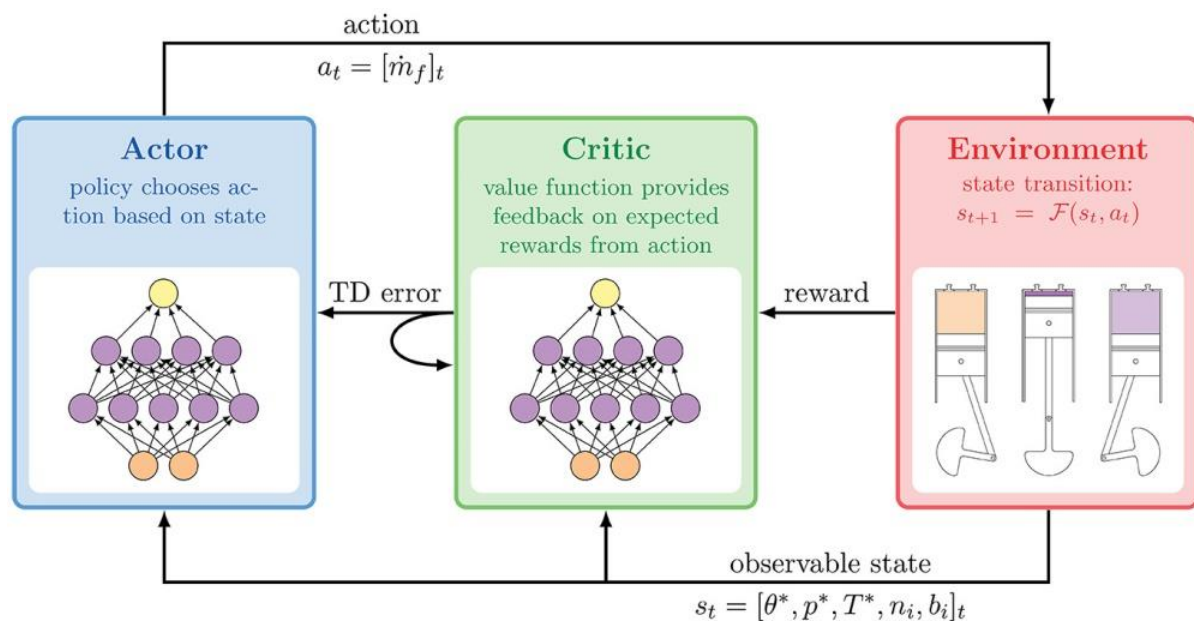 action
a_t = [ṁ_f]_t
Actor
policy chooses ac-
tion based on state
Critic
value function provides
feedback on expected
rewards from action
Environment
state transition:
s_{t+1} = ℱ(s_t, a_t)
TD error
reward
observable state
s_t = [θ*, p*, T*, n_i, b_i]_t